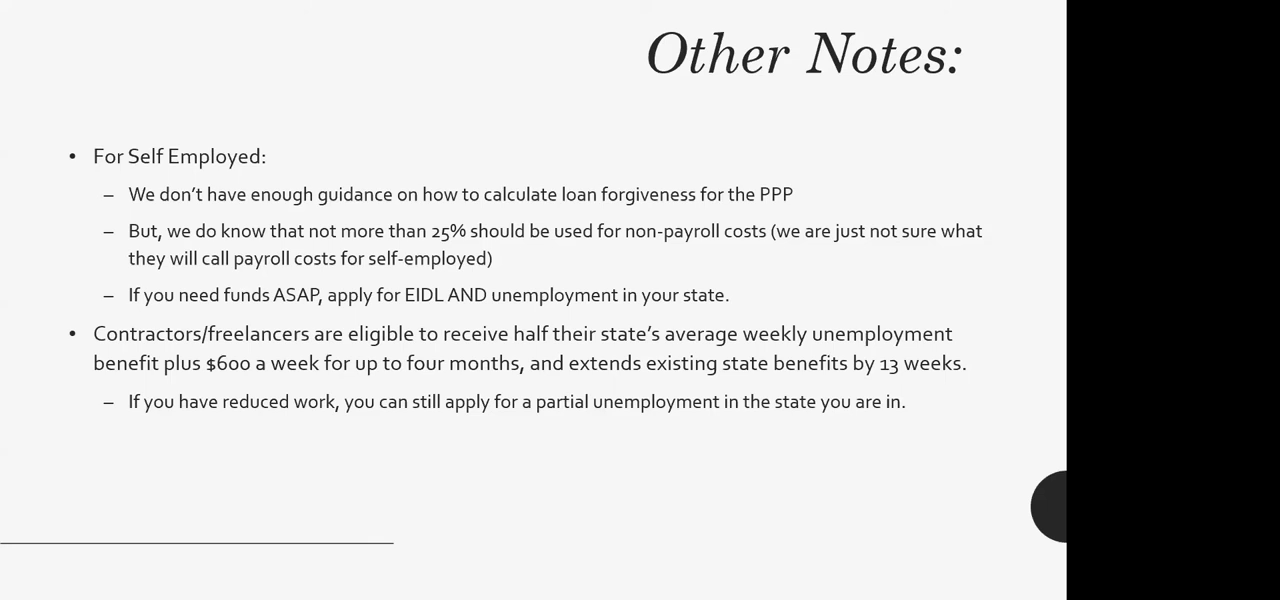 Other Notes:
• For Self Employed:
– We don’t have enough guidance on how to calculate loan forgiveness for the PPP
– But, we do know that not more than 25% should be used for non-payroll costs (we are just not sure what
they will call payroll costs for self-employed)
– If you need funds ASAP, apply for EIDL AND unemployment in your state.
• Contractors/freelancers are eligible to receive half their state’s average weekly unemployment
benefit plus $600 a week for up to four months, and extends existing state benefits by 13 weeks.
– If you have reduced work, you can still apply for a partial unemployment in the state you are in.